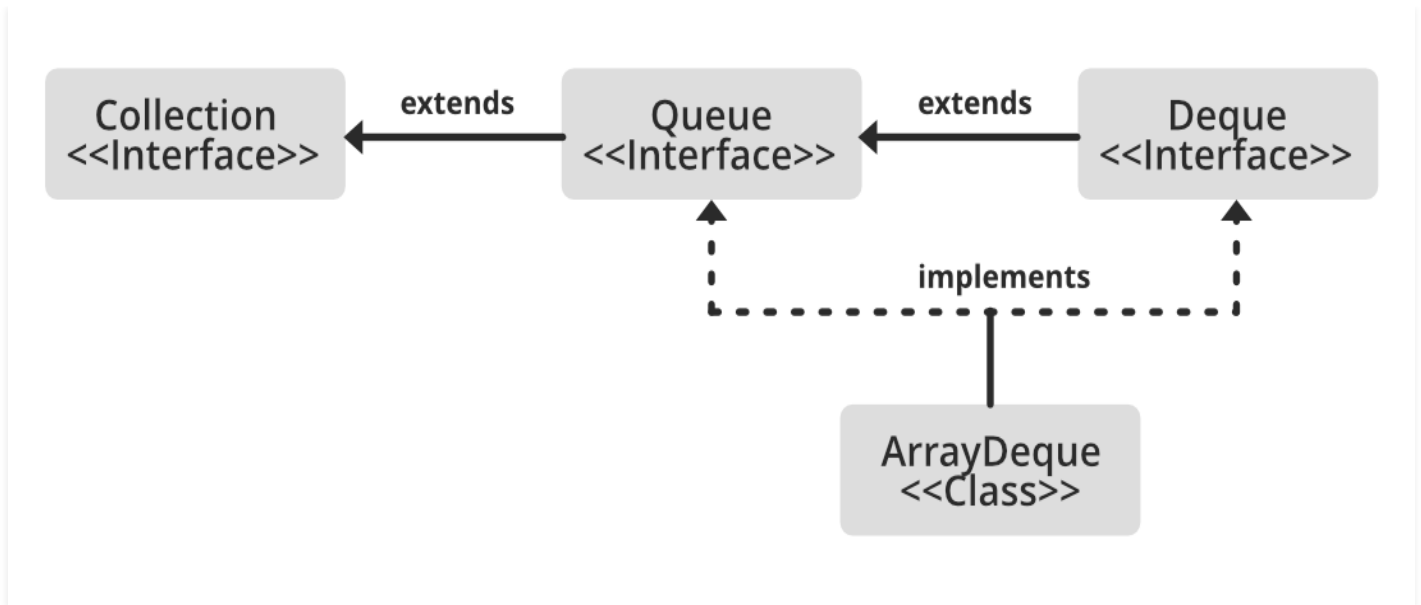 Collection
<<Interface>>
extends
Queue
<<Interface>>
extends
Deque
<<Interface>>
implements
ArrayDeque
<<Class>>